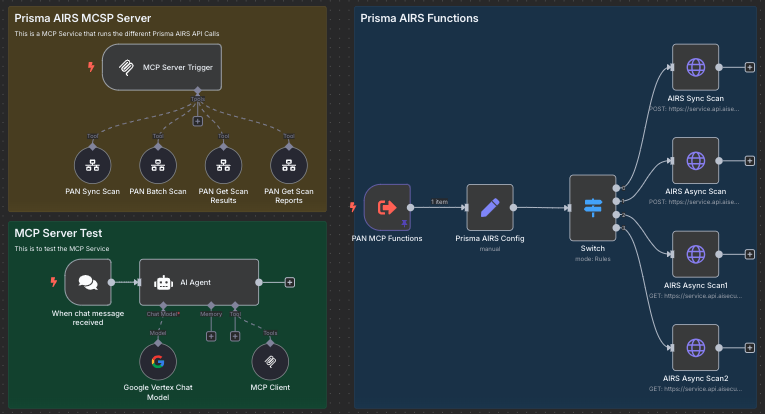 Prisma AIRS MCSP Server
This is a MCP Service that runs the different Prisma AIRS API Calls
MCP Server Trigger
Tools
Tool
Tool
Tool
Tool
PAN Sync Scan
PAN Batch Scan
PAN Get Scan
Results
PAN Get Scan
Reports
MCP Server Test
This is to test the MCP Service
When chat message
received
AI Agent
Chat Model*
Memory
Tool
Model
Tools
Google Vertex Chat
Model
MCP Client
Prisma AIRS Functions
PAN MCP Functions
1 item
Prisma AIRS Config
manual
Switch
mode: Rules
0
1
2
3
AIRS Sync Scan
POST: https://service.api.aise...
AIRS Async Scan
POST: https://service.api.aise...
AIRS Async Scan1
GET: https://service.api.aisecu...
AIRS Async Scan2
GET: https://service.api.aisecu...